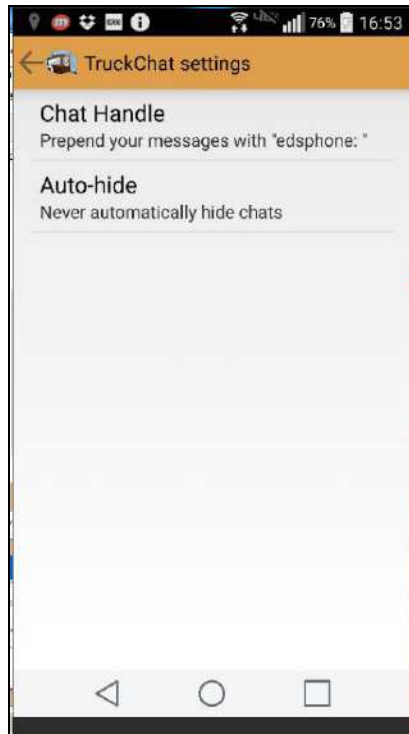 76% 16:53
TruckChat settings
Chat Handle
Prepend your messages with "edsphone: "
Auto-hide
Never automatically hide chats